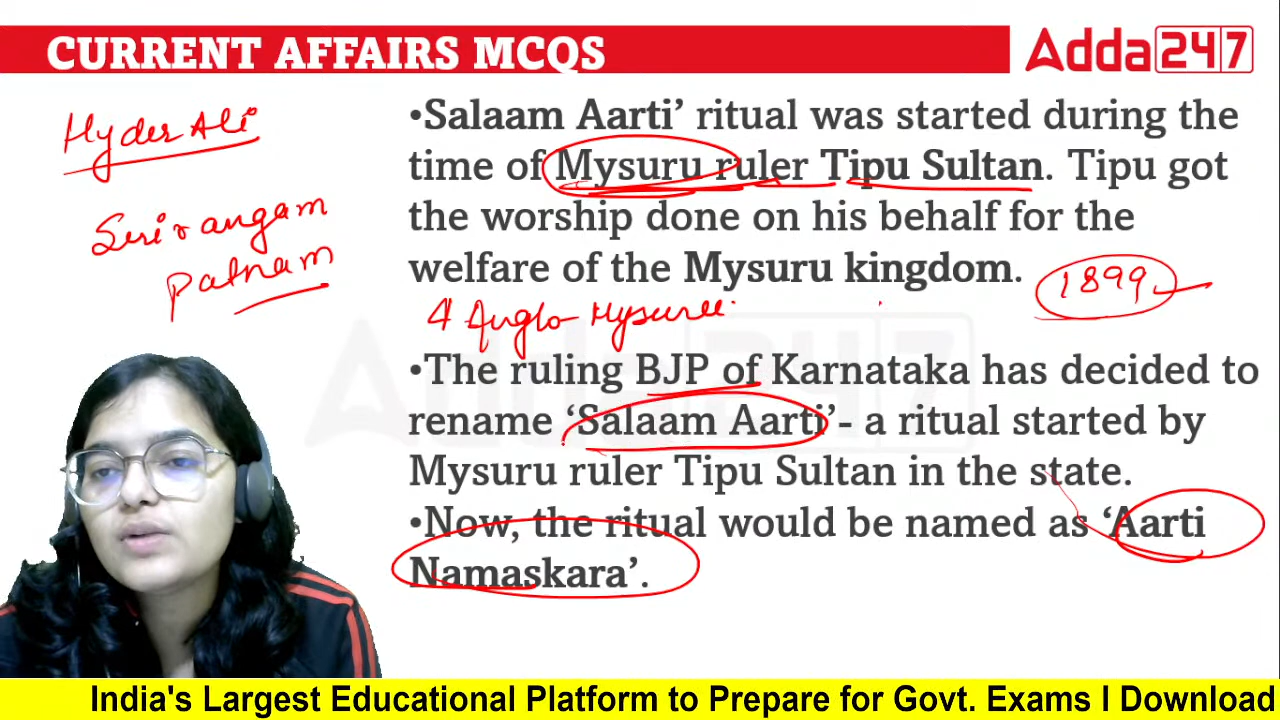 CURRENT AFFAIRS MCQS
Adda247
Hyder Ali
Serirangam
Patnam
•Salaam Aarti’ ritual was started during the
time of Mysuru ruler Tipu Sultan. Tipu got
the worship done on his behalf for the
welfare of the Mysuru kingdom.
1899
4 Anglo Mysuru
•The ruling BJP of Karnataka has decided to
rename ‘Salaam Aarti’- a ritual started by
Mysuru ruler Tipu Sultan in the state.
•Now, the ritual would be named as ‘Aarti
Namaskara’.
Adda247
India's Largest Educational Platform to Prepare for Govt. Exams I Download